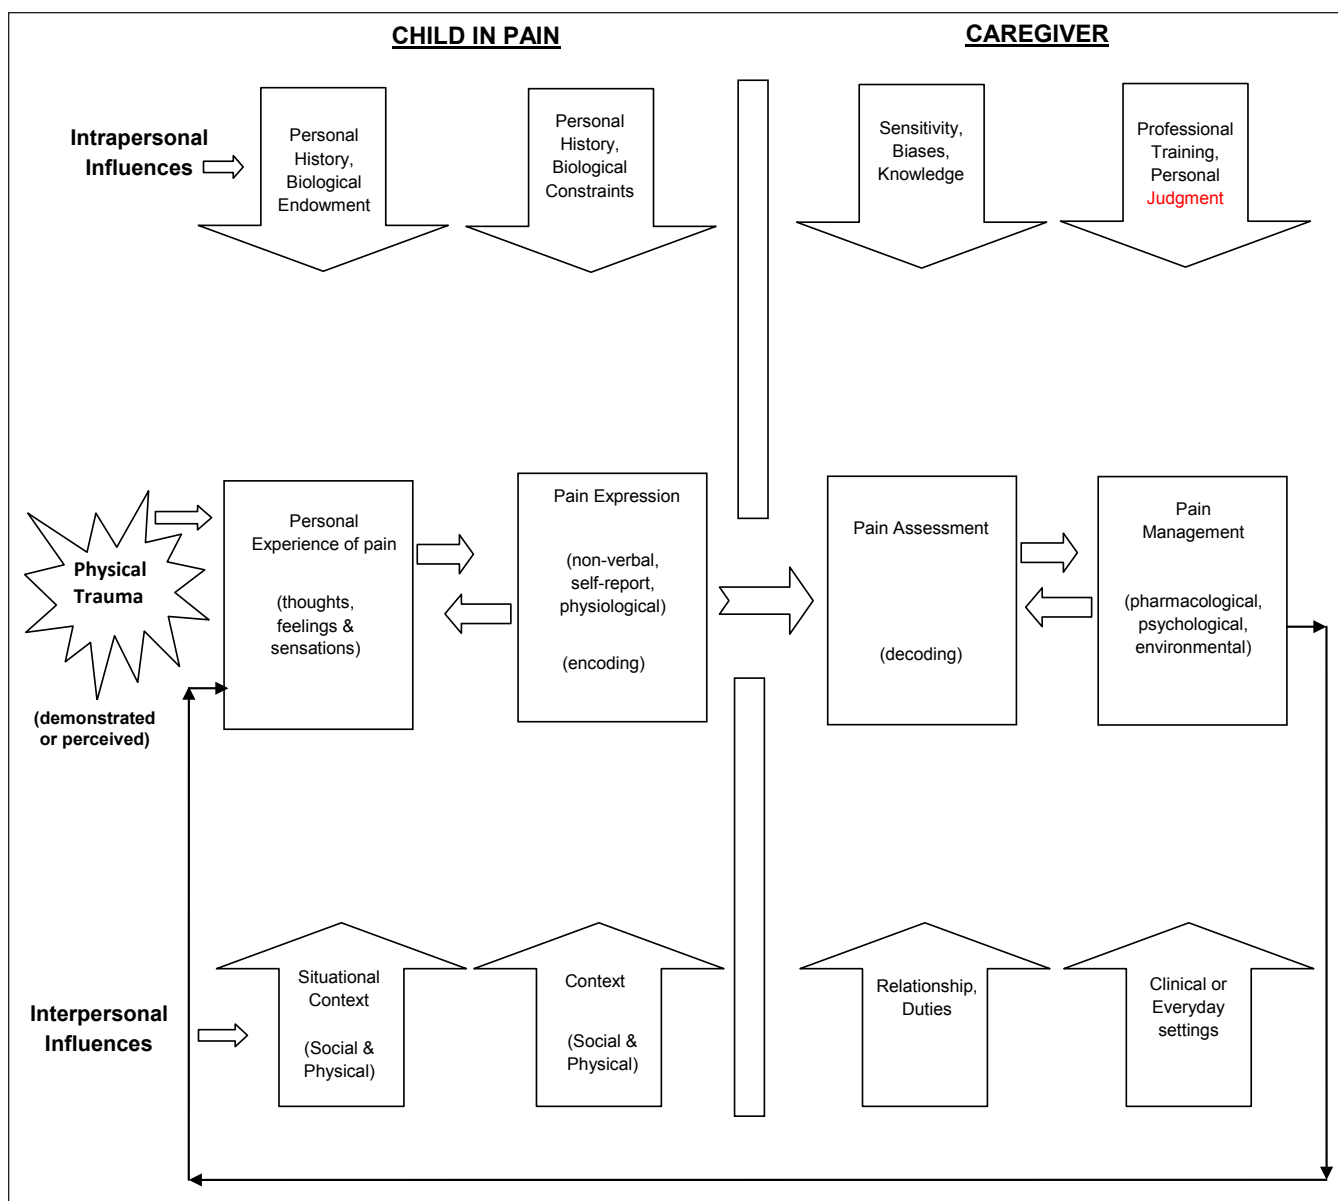 CHILD IN PAIN
CAREGIVER
Intrapersonal
Influences
Personal
History,
Biological
Endowment
Personal
History,
Biological
Constraints
Sensitivity,
Biases,
Knowledge
Professional
Training,
Personal
Judgment
Physical
Trauma
(demonstrated
or perceived)
Personal
Experience of pain
(thoughts,
feelings &
sensations)
Pain Expression
(non-verbal,
self-report,
physiological)
(encoding)
Pain Assessment
(decoding)
Pain
Management
(pharmacological,
psychological,
environmental)
Interpersonal
Influences
Situational
Context
(Social &
Physical)
Context
(Social &
Physical)
Relationship,
Duties
Clinical or
Everyday
settings